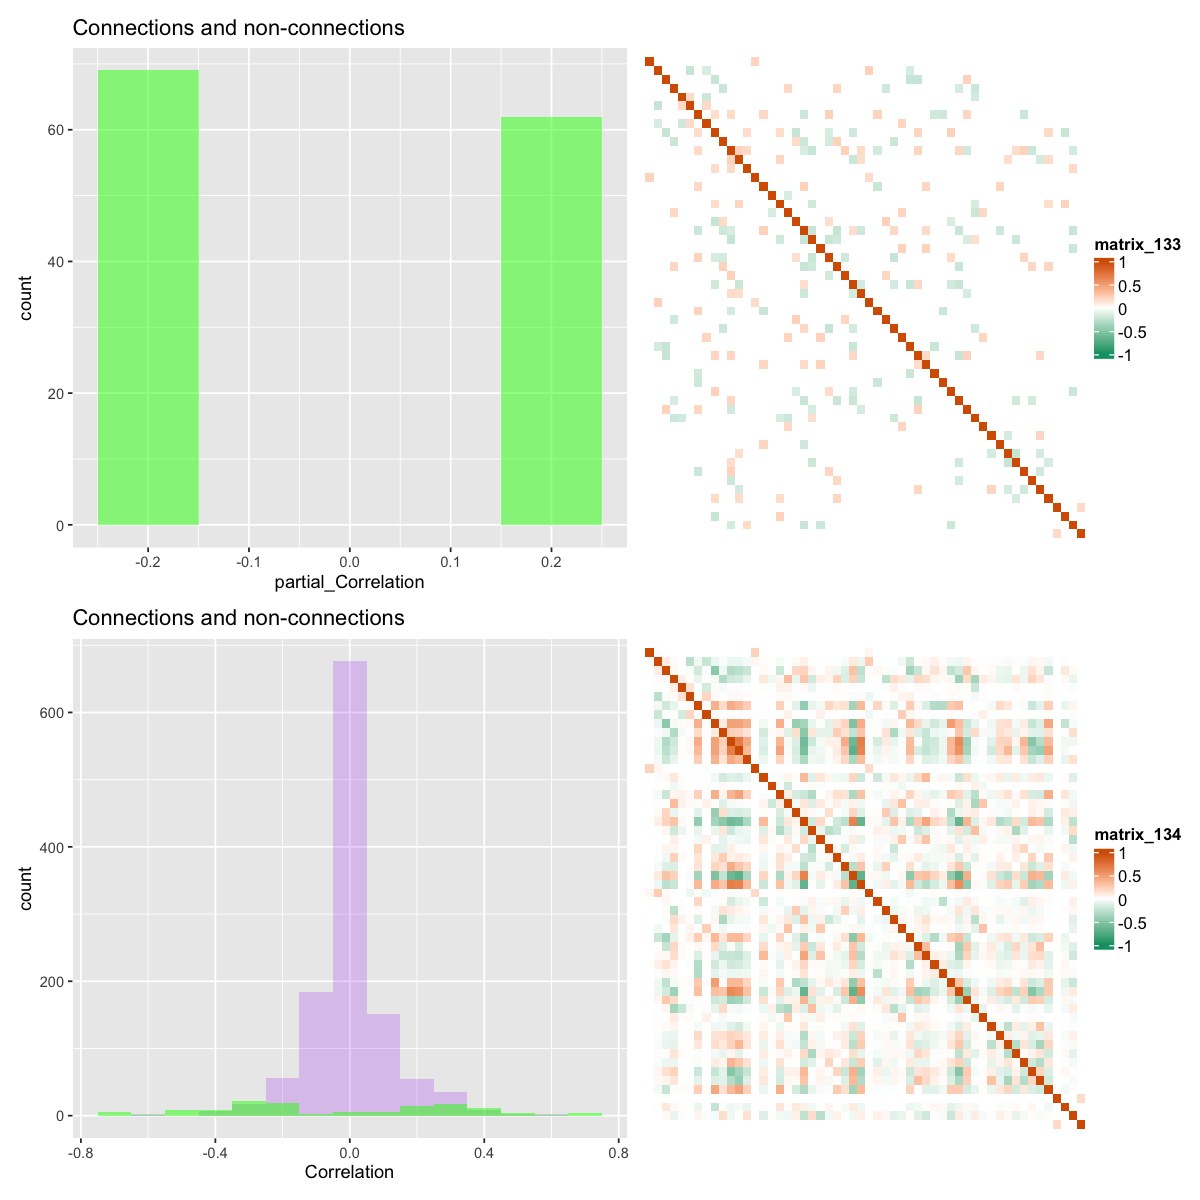 Connections and non-connections
60
40
20
0
count
-0.2 -0.1 0.0 0.1 0.2
partial_Correlation
matrix_133
1
0.5
0
-0.5
-1
Connections and non-connections
600
400
200
0
count
-0.8 -0.4 0.0 0.4 0.8
Correlation
matrix_134
1
0.5
0
-0.5
-1